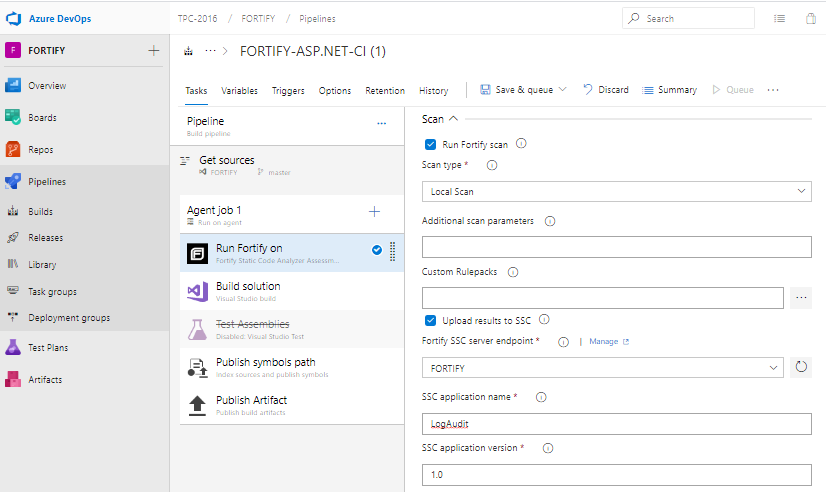 Azure DevOps
TPC-2016 / FORTIFY / Pipelines
Search
F FORTIFY
··· > FORTIFY-ASP.NET-CI (1)
Overview
Boards
Repos
Pipelines
Builds
Releases
Library
Task groups
Deployment groups
Test Plans
Artifacts
Tasks Variables Triggers Options Retention History Save & queue Discard Summary Queue ···
Pipeline
Build pipeline
Get sources
FORTIFY master
Agent job 1
Run on agent
Run Fortify on
Fortify Static Code Analyzer Assessm...
Build solution
Visual Studio build
Test Assemblies
Disabled: Visual Studio Test
Publish symbols path
Index sources and publish symbols
Publish Artifact
Publish build artifacts
Scan
Run Fortify scan
Scan type *
Local Scan
Additional scan parameters
Custom Rulepacks
Upload results to SSC
Fortify SSC server endpoint * | Manage
FORTIFY
SSC application name *
LogAudit
SSC application version *
1.0